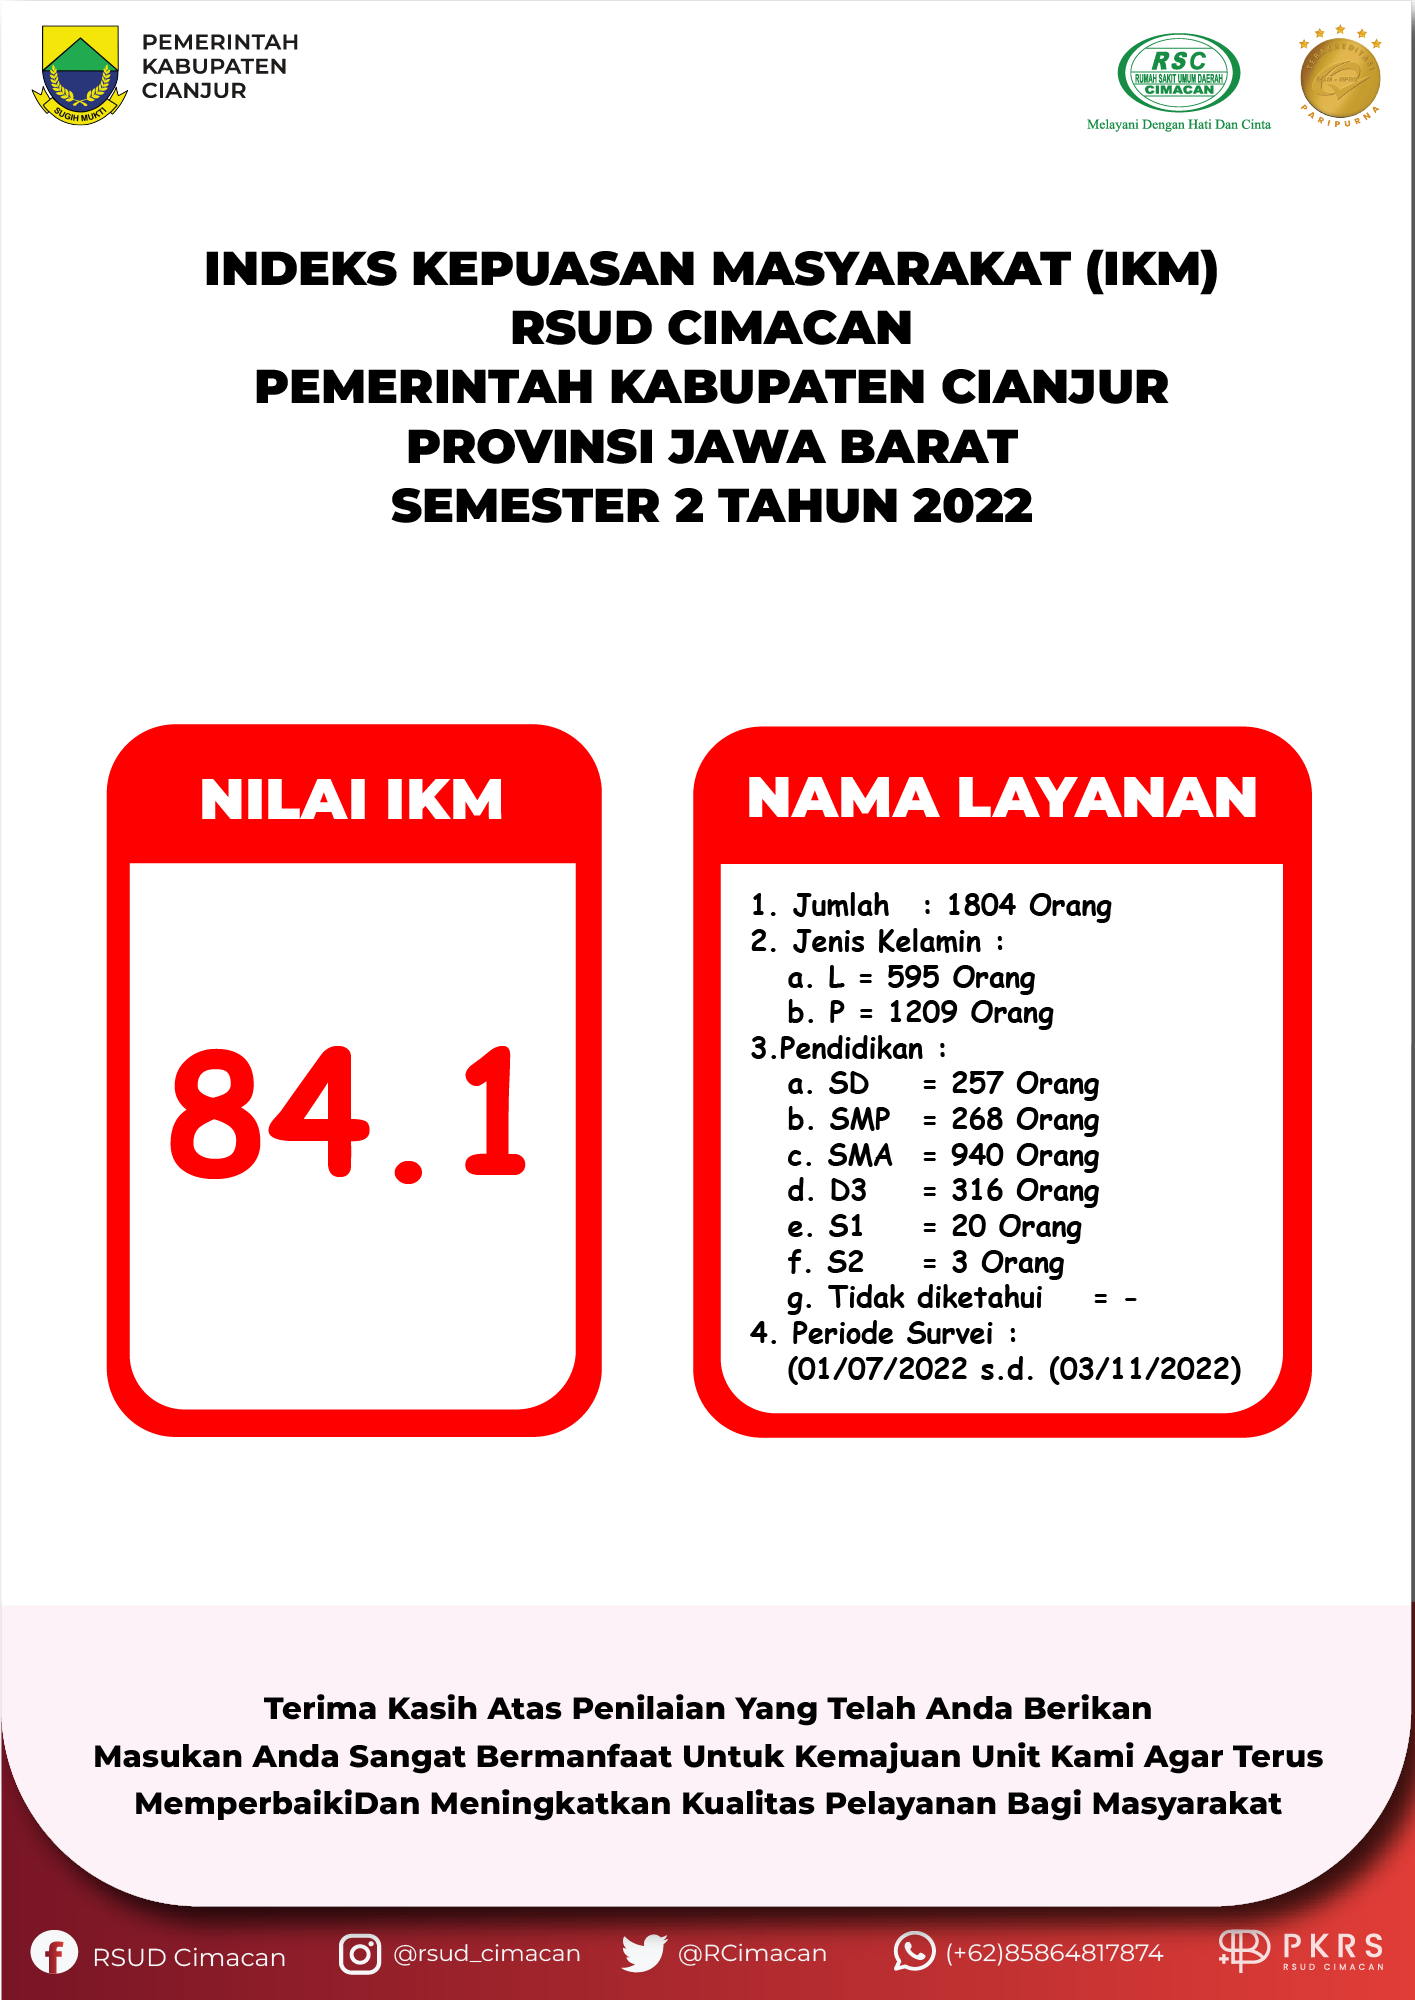 PEMERINTAH
KABUPATEN
CIANJUR
SUGIH MUKTI
RSC
RUMAH SAKIT UMUM DAERAH
CIMACAN
Melayani Dengan Hati Dan Cinta
TERAKREDITASI
PARIPURNA
INDEKS KEPUASAN MASYARAKAT (IKM)
RSUD CIMACAN
PEMERINTAH KABUPATEN CIANJUR
PROVINSI JAWA BARAT
SEMESTER 2 TAHUN 2022
NILAI IKM
84.1
NAMA LAYANAN
1. Jumlah : 1804 Orang
2. Jenis Kelamin :
a. L = 595 Orang
b. P = 1209 Orang
3.Pendidikan :
a. SD = 257 Orang
b. SMP = 268 Orang
c. SMA = 940 Orang
d. D3 = 316 Orang
e. S1 = 20 Orang
f. S2 = 3 Orang
g. Tidak diketahui = -
4. Periode Survei :
(01/07/2022 s.d. (03/11/2022)
Terima Kasih Atas Penilaian Yang Telah Anda Berikan
Masukan Anda Sangat Bermanfaat Untuk Kemajuan Unit Kami Agar Terus
MemperbaikiDan Meningkatkan Kualitas Pelayanan Bagi Masyarakat
RSUD Cimacan
@rsud_cimacan
@RCimacan
(+62)85864817874
PKRS
RSUD CIMACAN